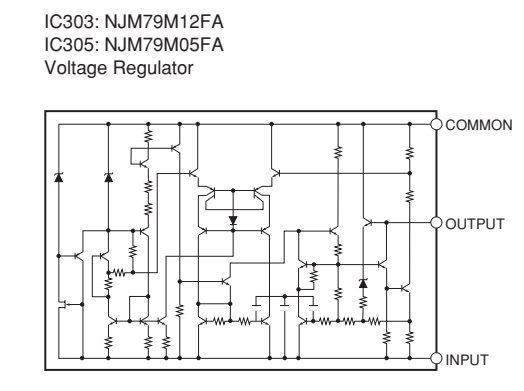 IC303: NJM79M12FA
IC305: NJM79M05FA
Voltage Regulator
COMMON
OUTPUT
INPUT